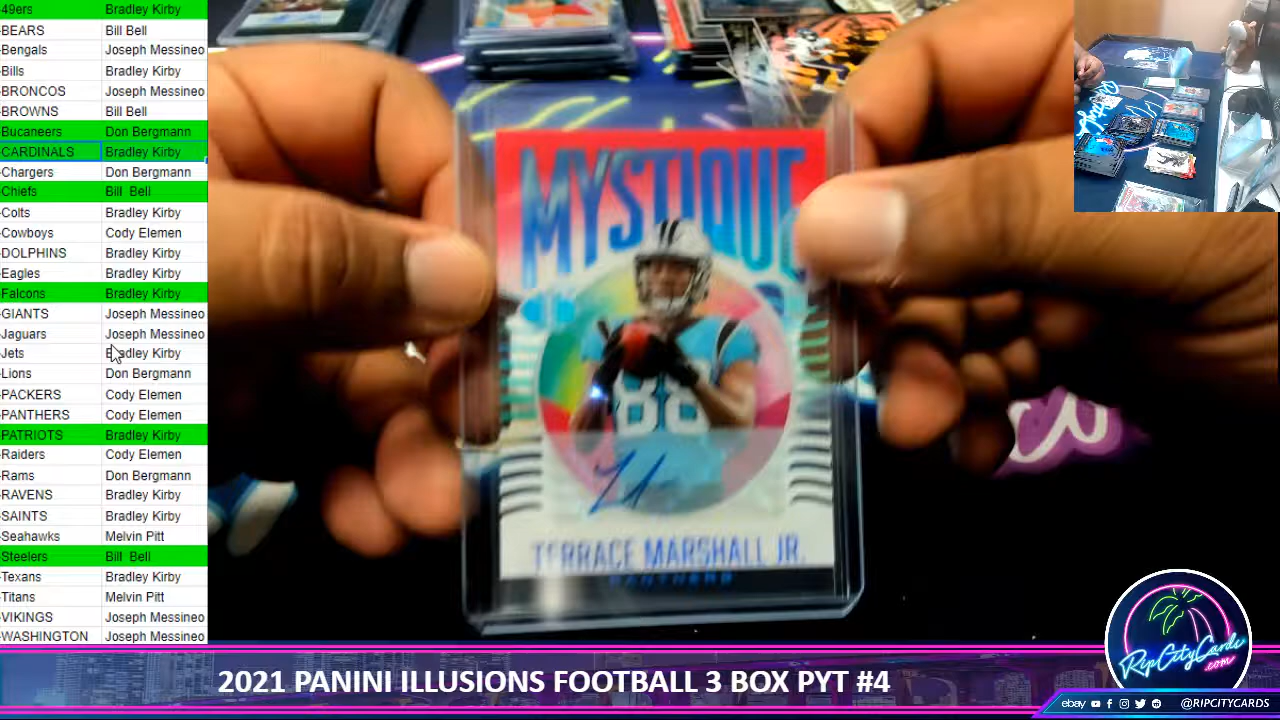 -49ers Bradley Kirby
-BEARS Bill Bell
-Bengals Joseph Messineo
-Bills Bradley Kirby
-BRONCOS Joseph Messineo
-BROWNS Bill Bell
-Bucaneers Don Bergmann
-CARDINALS Bradley Kirby
-Chargers Don Bergmann
-Chiefs Bill Bell
-Colts Bradley Kirby
-Cowboys Cody Elemen
-DOLPHINS Bradley Kirby
-Eagles Bradley Kirby
-Falcons Bradley Kirby
-GIANTS Joseph Messineo
-Jaguars Joseph Messineo
-Jets Bradley Kirby
-Lions Don Bergmann
-PACKERS Cody Elemen
-PANTHERS Cody Elemen
-PATRIOTS Bradley Kirby
-Raiders Cody Elemen
-Rams Don Bergmann
-RAVENS Bradley Kirby
-SAINTS Bradley Kirby
-Seahawks Melvin Pitt
-Steelers Bill Bell
-Texans Bradley Kirby
-Titans Melvin Pitt
-VIKINGS Joseph Messineo
-WASHINGTON Joseph Messineo
MYSTIQUE
88
TERRACE MARSHALL JR
PANTHERS
2021 PANINI ILLUSIONS FOOTBALL 3 BOX PYT #4
RipCityCards
.com
ebay @RIPCITYCARDS